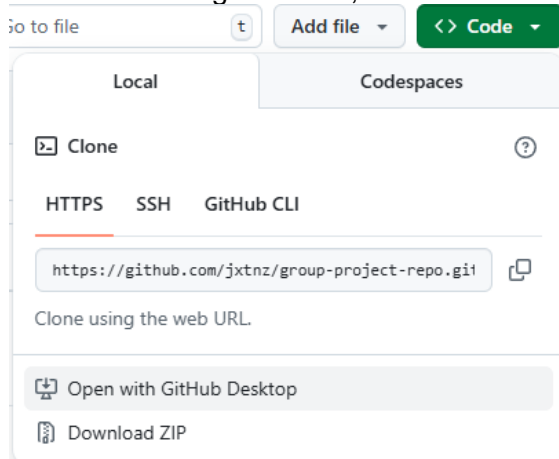 Go to file t Add file <> Code
Local Codespaces
Clone
HTTPS SSH GitHub CLI
https://github.com/jxtnz/group-project-repo.git
Clone using the web URL.
Open with GitHub Desktop
Download ZIP